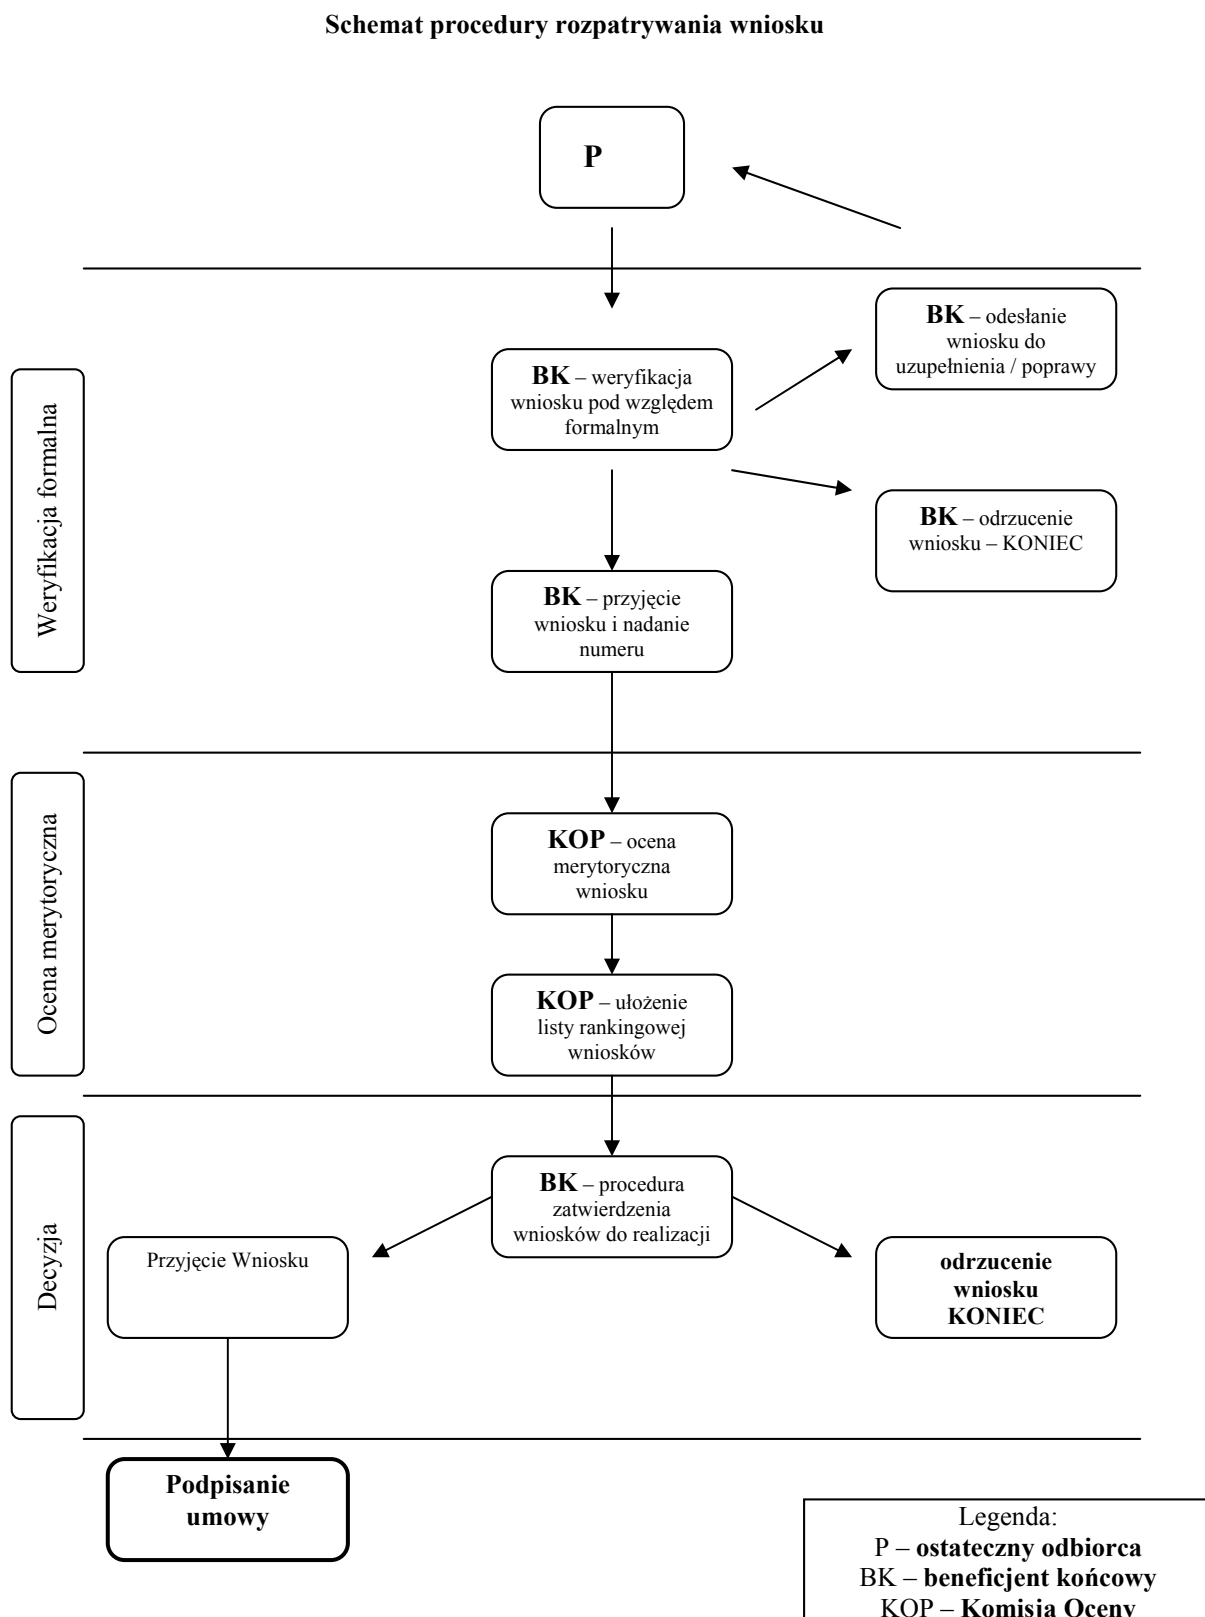 Schemat procedury rozpatrywania wniosku
P
BK – odesłanie
wniosku do
uzupełnienia / poprawy
BK – weryfikacja
wniosku pod względem
formalnym
Weryfikacja formalna
BK – odrzucenie
wniosku – KONIEC
BK – przyjęcie
wniosku i nadanie
numeru
Ocena merytoryczna
KOP – ocena
merytoryczna
wniosku
KOP – ułożenie
listy rankingowej
wniosków
Decyzja
BK – procedura
zatwierdzenia
wniosków do realizacji
Przyjęcie Wniosku
odrzucenie
wniosku
KONIEC
Podpisanie
umowy
Legenda:
P – ostateczny odbiorca
BK – beneficjent końcowy
KOP – Komisja Oceny